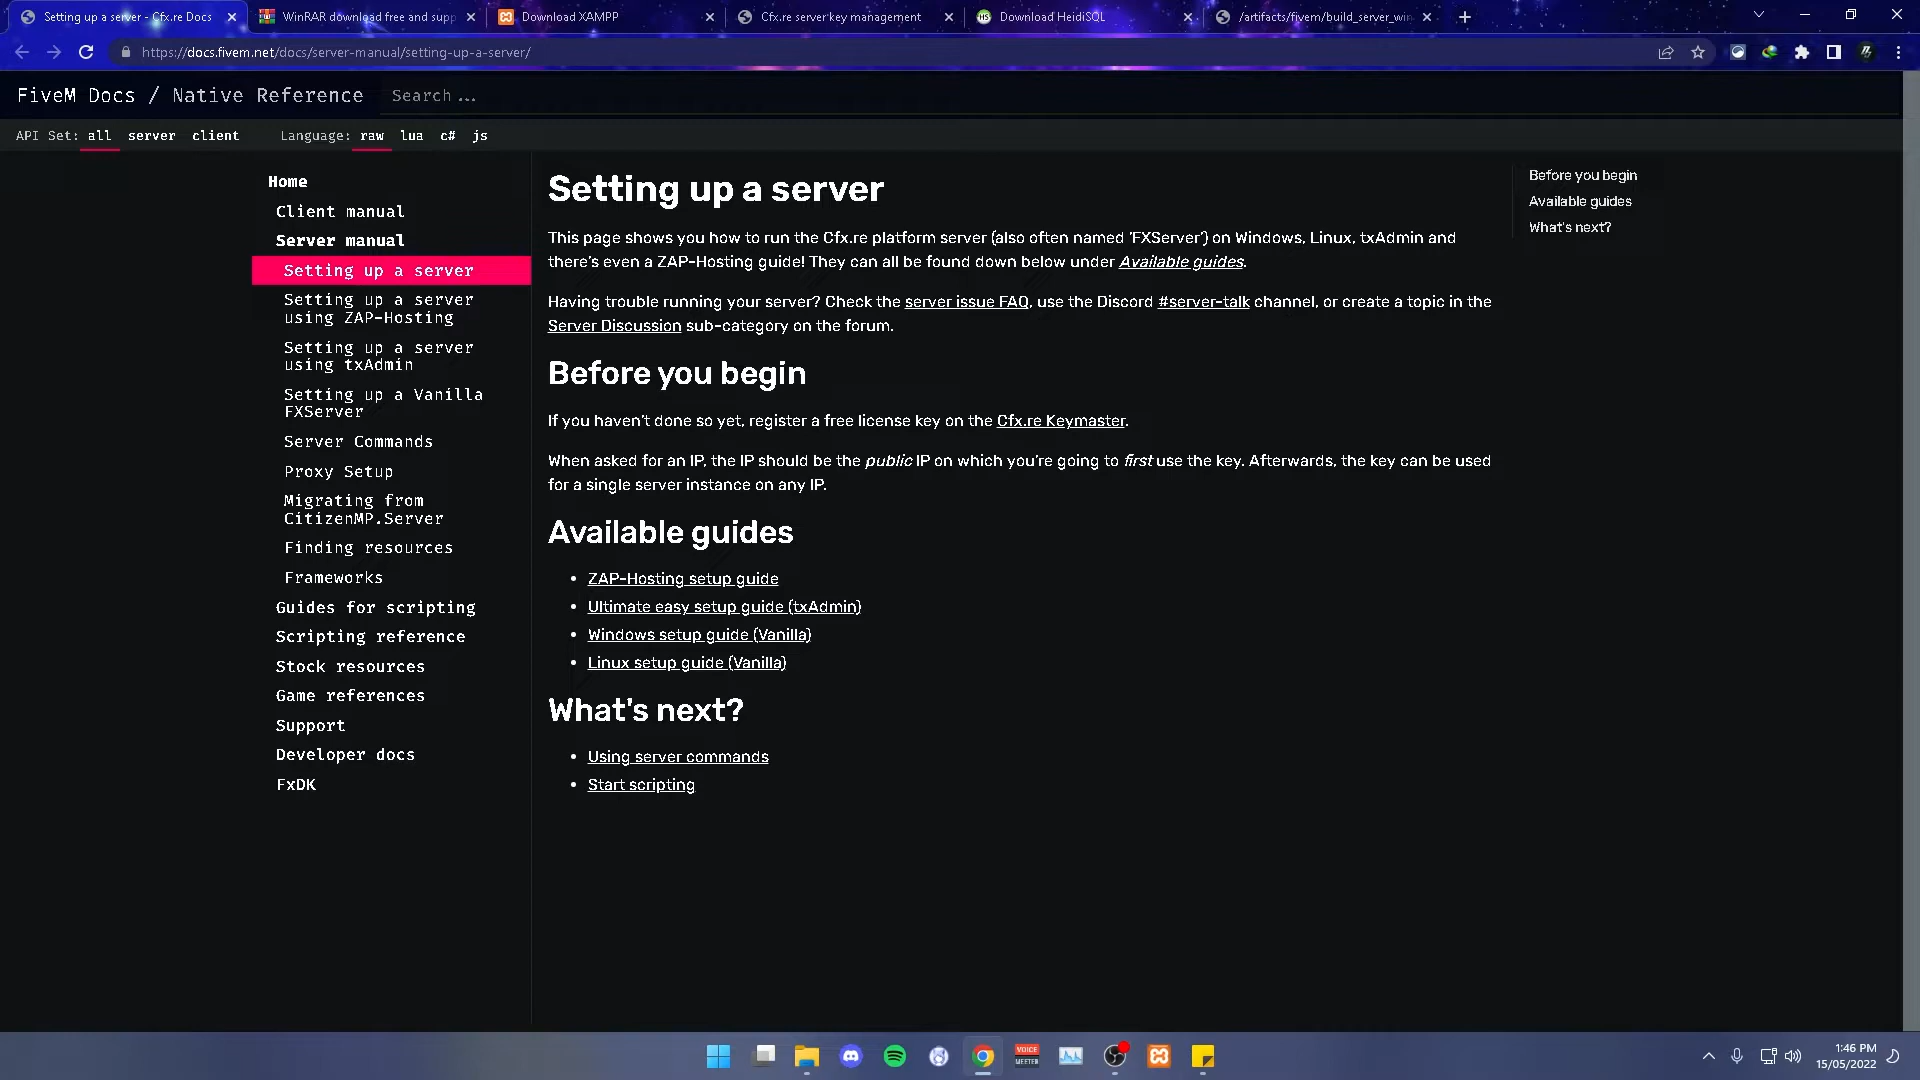 Setting up a server - Cfx.re Docs
WinRAR download free and supp
Download XAMPP
Cfx.re server key management
Download HeidiSQL
/artifacts/fivem/build_server_win
https://docs.fivem.net/docs/server-manual/setting-up-a-server/
FiveM Docs / Native Reference
Search ...
API Set: all server client Language: raw lua c# js
Home
Client manual
Server manual
Setting up a server
Setting up a server
using ZAP-Hosting
Setting up a server
using txAdmin
Setting up a Vanilla
FXServer
Server Commands
Proxy Setup
Migrating from
CitizenMP.Server
Finding resources
Frameworks
Guides for scripting
Scripting reference
Stock resources
Game references
Support
Developer docs
FxDK
Setting up a server
This page shows you how to run the Cfx.re platform server (also often named ‘FXServer’) on Windows, Linux, txAdmin and
there’s even a ZAP-Hosting guide! They can all be found down below under Available guides.
Having trouble running your server? Check the server issue FAQ, use the Discord #server-talk channel, or create a topic in the
Server Discussion sub-category on the forum.
Before you begin
If you haven’t done so yet, register a free license key on the Cfx.re Keymaster.
When asked for an IP, the IP should be the public IP on which you’re going to first use the key. Afterwards, the key can be used
for a single server instance on any IP.
Available guides
• ZAP-Hosting setup guide
• Ultimate easy setup guide (txAdmin)
• Windows setup guide (Vanilla)
• Linux setup guide (Vanilla)
What's next?
• Using server commands
• Start scripting
Before you begin
Available guides
What's next?
VOICE
MEETER
1:46 PM
15/05/2022